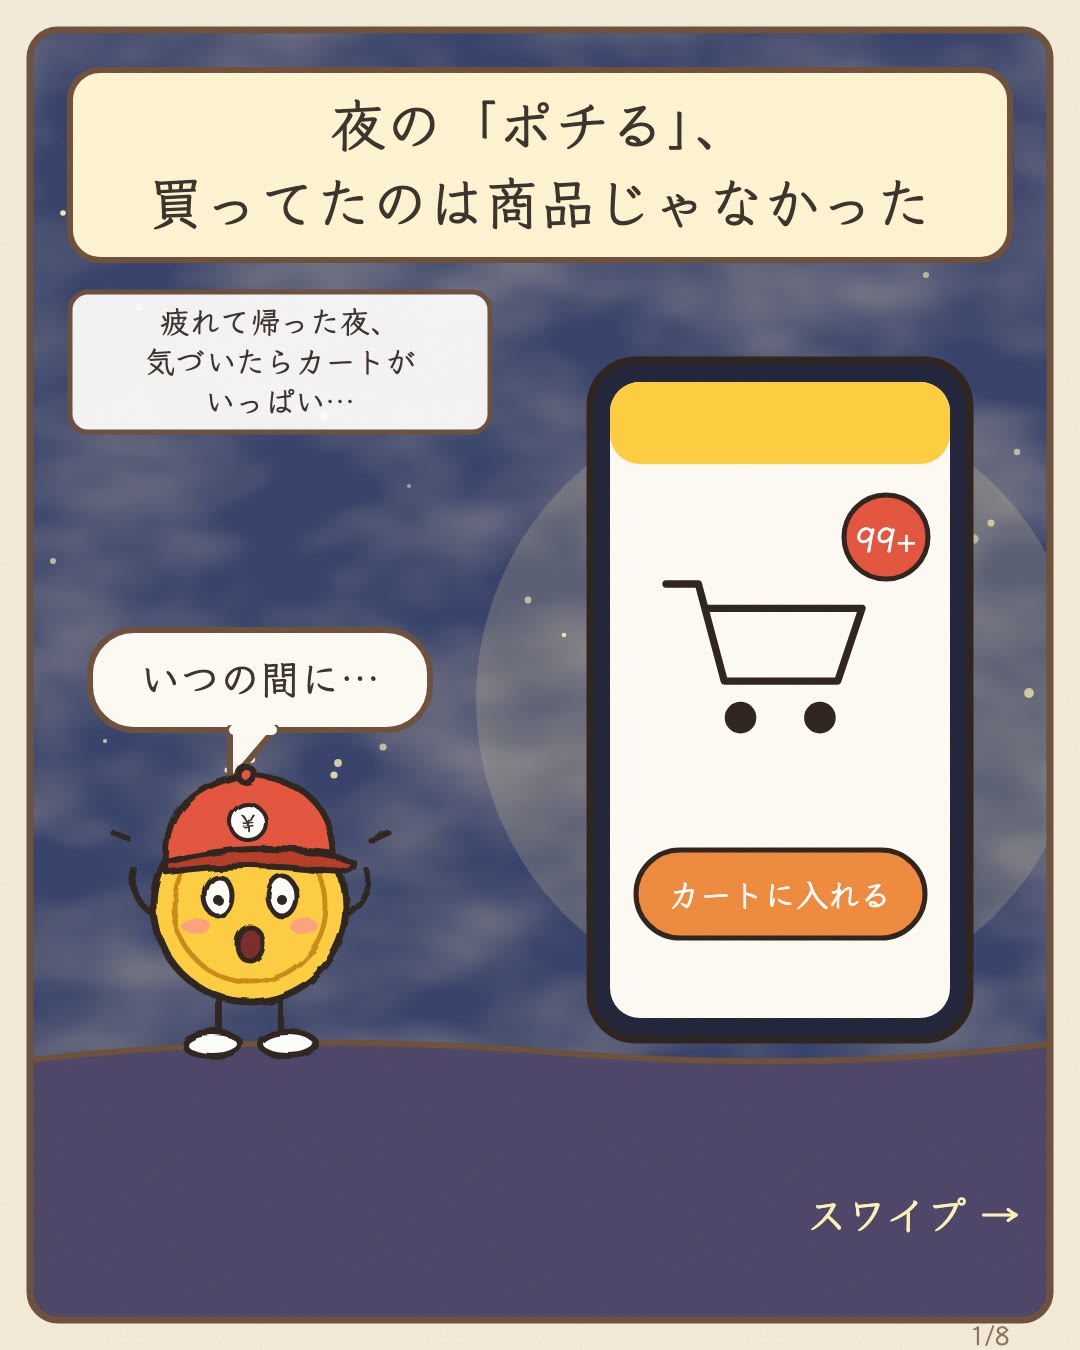 夜の「ポチる」、
買ってたのは商品じゃなかった
疲れて帰った夜、
気づいたらカートが
いっぱい…
99+
いつの間に…
¥
カートに入れる
スワイプ →
1/8